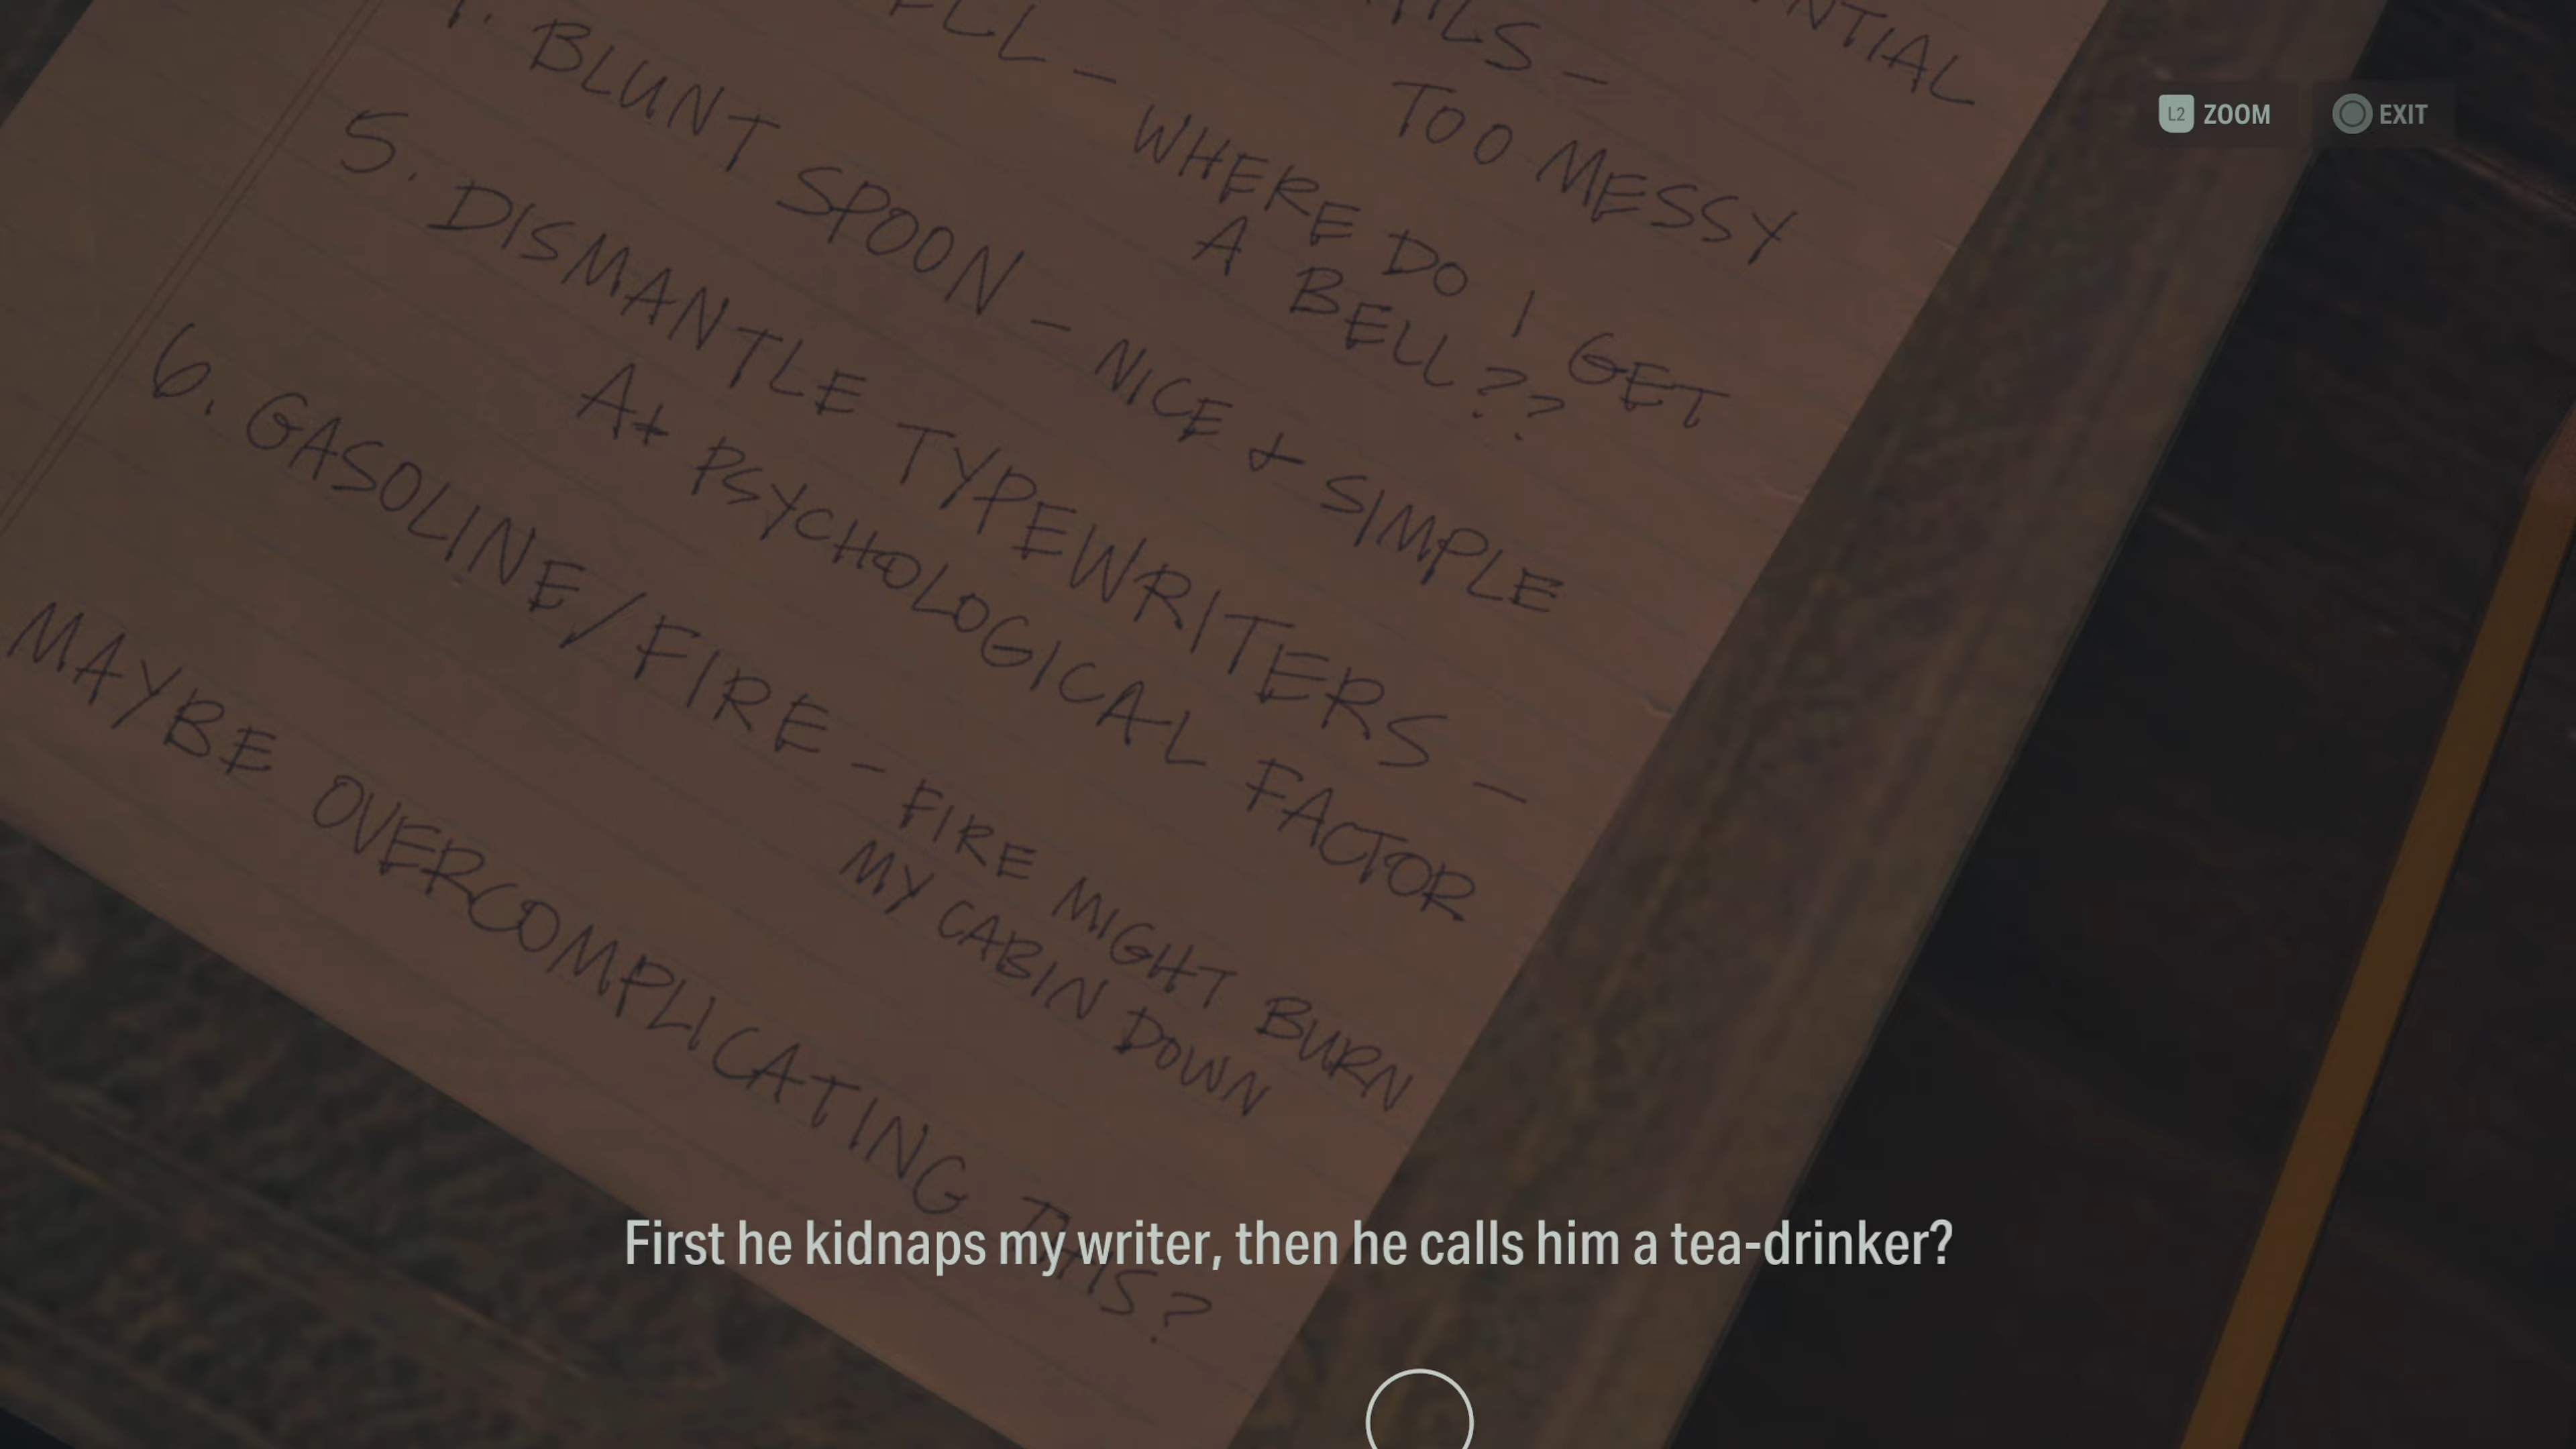 L2 ZOOM EXIT
TOO MESSY
WHERE DO I GET
A BELL??
BLUNT SPOON - NICE & SIMPLE
5. DISMANTLE TYPEWRITERS -
A+ PSYCHOLOGICAL FACTOR
6. GASOLINE/FIRE - FIRE MIGHT BURN
MY CABIN DOWN
MAYBE OVERCOMPLICATING THIS?
First he kidnaps my writer, then he calls him a tea-drinker?